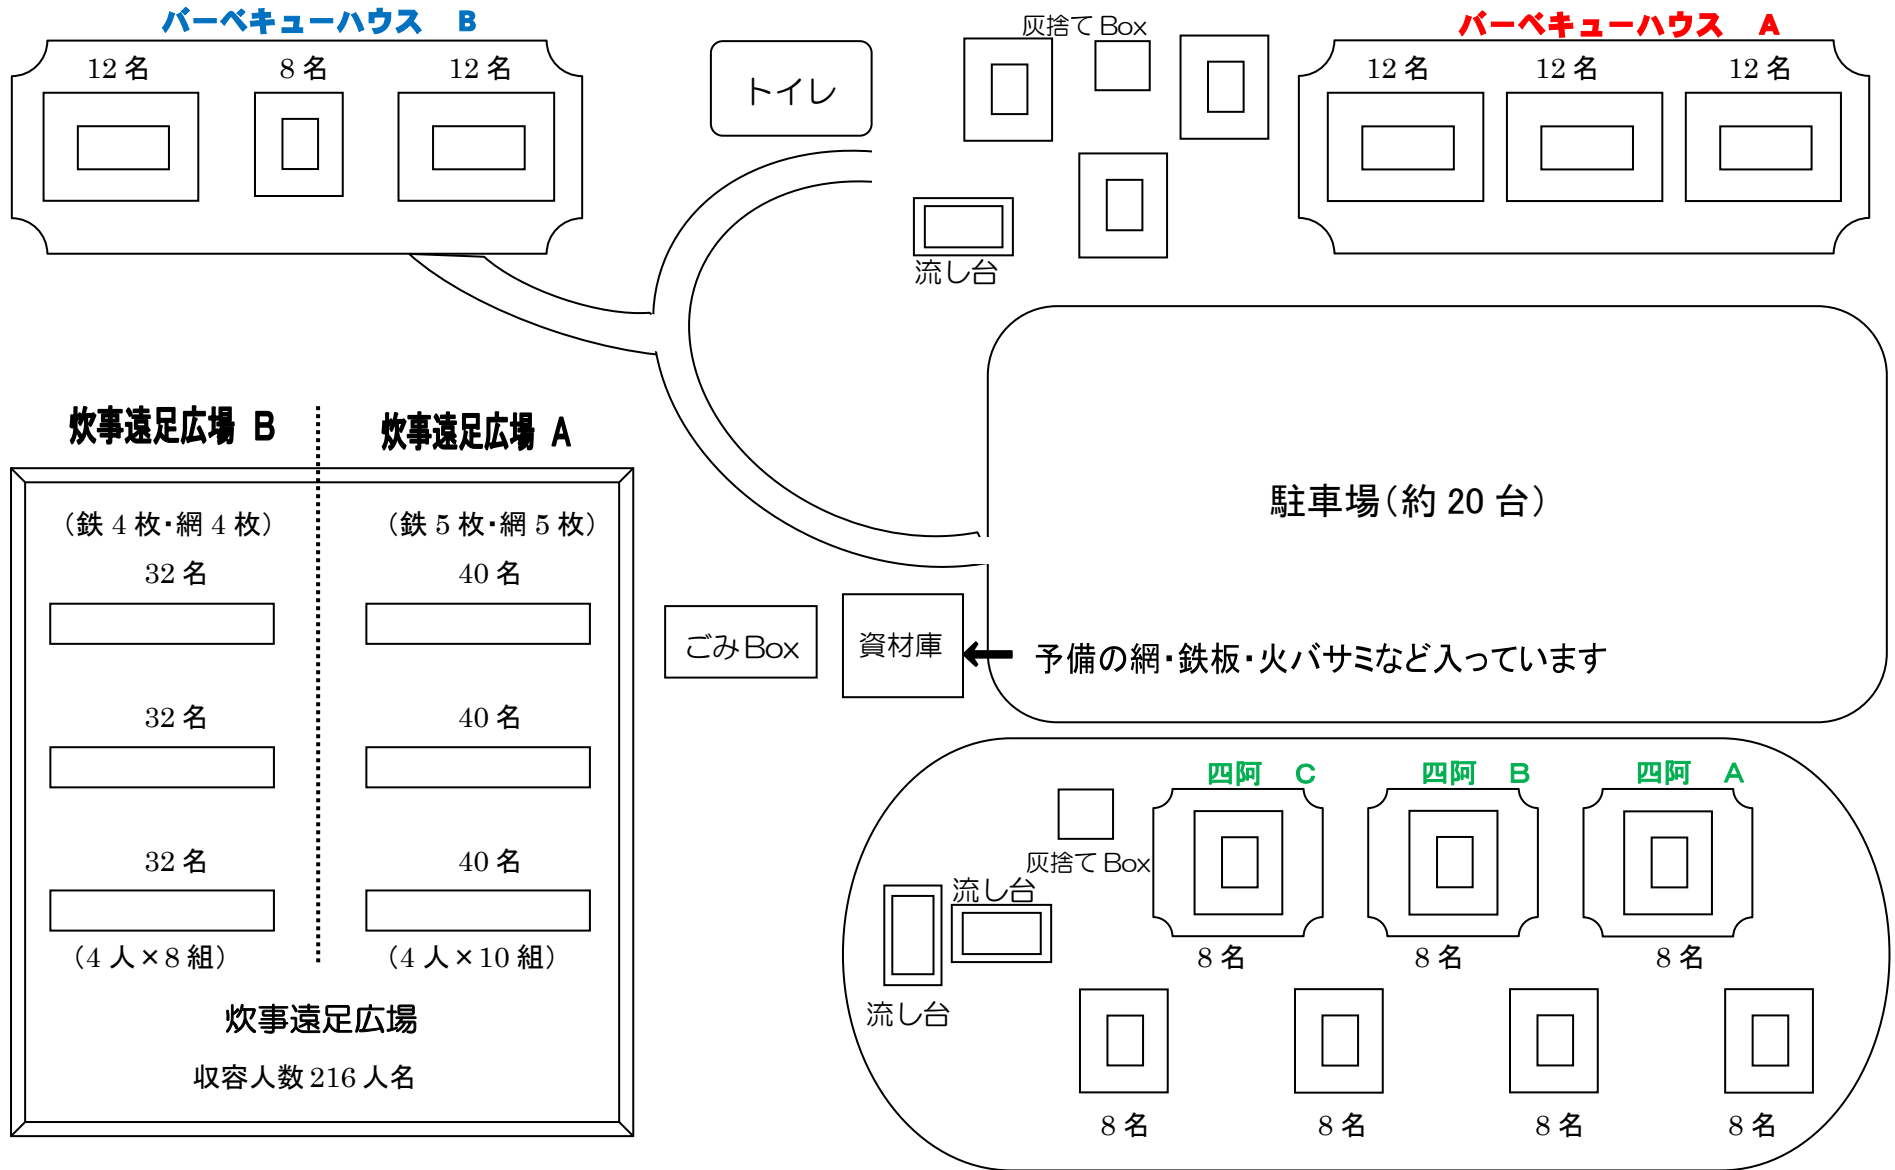 バーベキューハウス　B
12名　8名　12名
トイレ
灰捨てBox
流し台
バーベキューハウス　A
12名　12名　12名
駐車場（約20台）
炊事遠足広場 B
炊事遠足広場 A
（鉄4枚・網4枚）
（鉄5枚・網5枚）
32名
40名
32名
40名
32名
40名
（4人×8組）
（4人×10組）
炊事遠足広場
収容人数216人名
ごみBox
資材庫
予備の網・鉄板・火バサミなど入っています
四阿　C
四阿　B
四阿　A
灰捨てBox
流し台
流し台
8名　8名　8名
8名　8名　8名　8名